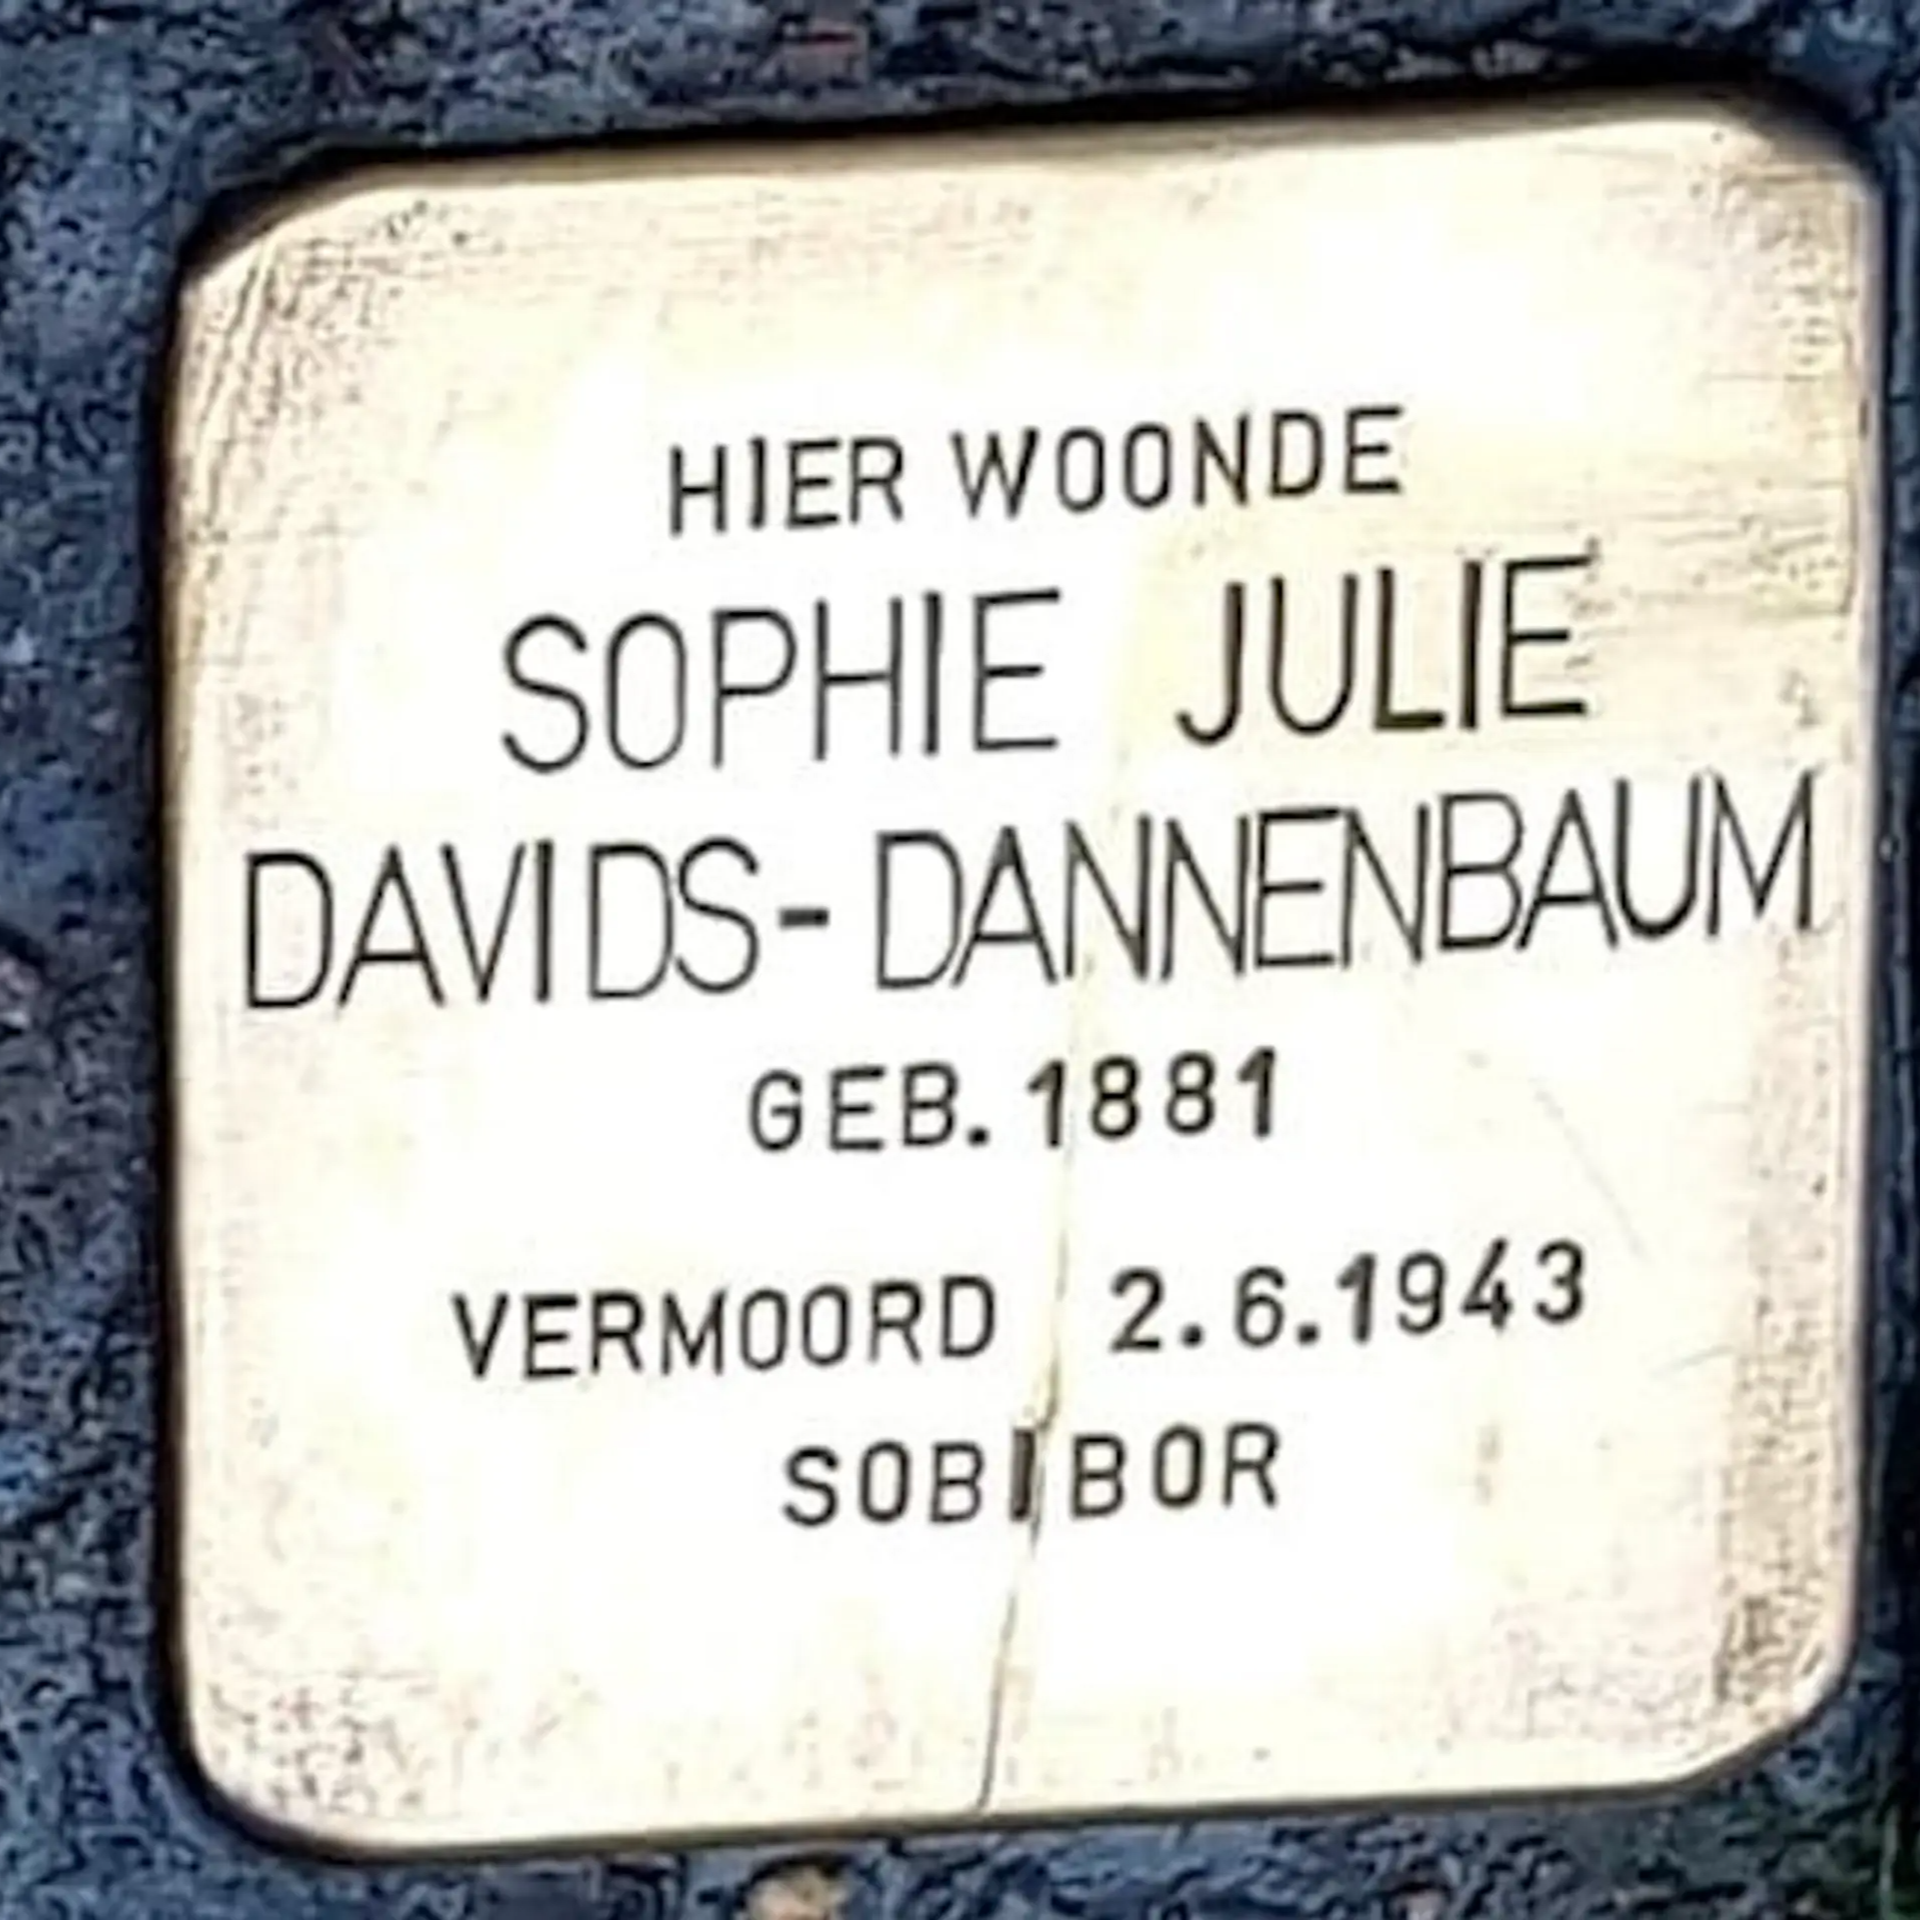 HIER WOONDE
SOPHIE JULIE
DAVIDS-DANNENBAUM
GEB. 1881
VERMOORD 2.6.1943
SOBIBOR